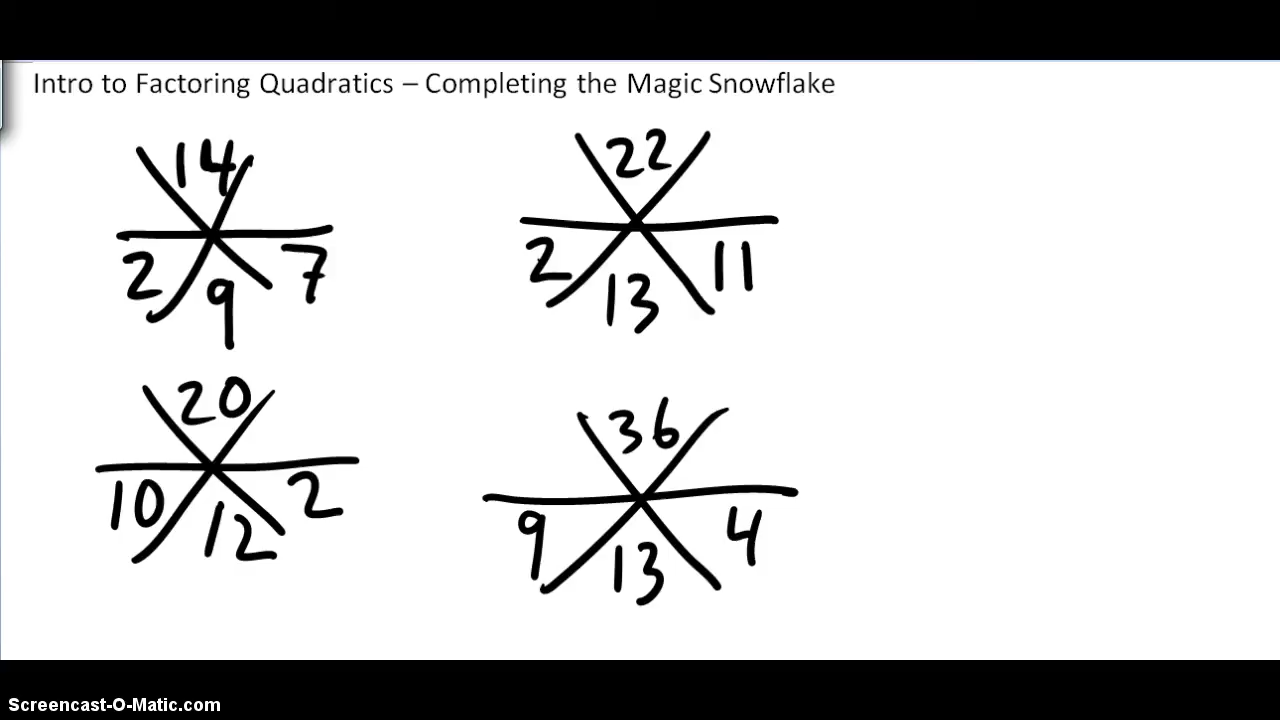 Intro to Factoring Quadratics – Completing the Magic Snowflake
14
2 9 7
22
2 13 11
20
10 12 2
36
9 13 4
Screencast-O-Matic.com